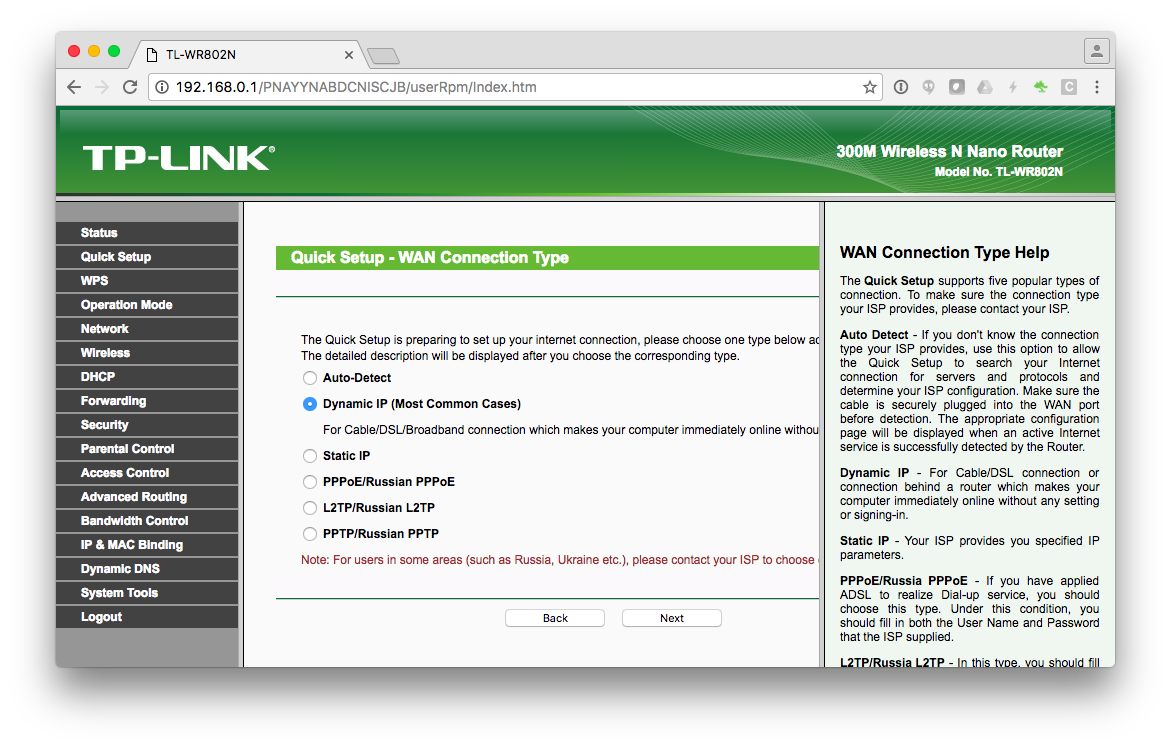 TL-WR802N
192.168.0.1/PNAYYNABDCNISCJB/userRpm/Index.htm
TP-LINK®
300M Wireless N Nano Router
Model No. TL-WR802N
Status
Quick Setup
WPS
Operation Mode
Network
Wireless
DHCP
Forwarding
Security
Parental Control
Access Control
Advanced Routing
Bandwidth Control
IP & MAC Binding
Dynamic DNS
System Tools
Logout
Quick Setup - WAN Connection Type
The Quick Setup is preparing to set up your internet connection, please choose one type below
The detailed description will be displayed after you choose the corresponding type.
Auto-Detect
Dynamic IP (Most Common Cases)
For Cable/DSL/Broadband connection which makes your computer immediately online
Static IP
PPPoE/Russian PPPoE
L2TP/Russian L2TP
PPTP/Russian PPTP
Note: For users in some areas (such as Russia, Ukraine etc.), please contact your ISP to choose
Back
Next
WAN Connection Type Help
The Quick Setup supports five popular types of
connection. To make sure the connection type
your ISP provides, please contact your ISP.
Auto Detect - If you don't know the connection
type your ISP provides, use this option to allow
the Quick Setup to search your Internet
connection for servers and protocols and
determine your ISP configuration. Make sure the
cable is securely plugged into the WAN port
before detection. The appropriate configuration
page will be displayed when an active Internet
service is successfully detected by the Router.
Dynamic IP - For Cable/DSL connection or
connection behind a router which makes your
computer immediately online without any setting
or signing-in.
Static IP - Your ISP provides you specified IP
parameters.
PPPoE/Russia PPPoE - If you have applied
ADSL to realize Dial-up service, you should
choose this type. Under this condition, you
should fill in both the User Name and Password
that the ISP supplied.
L2TP/Russia L2TP - In this type, you should fill